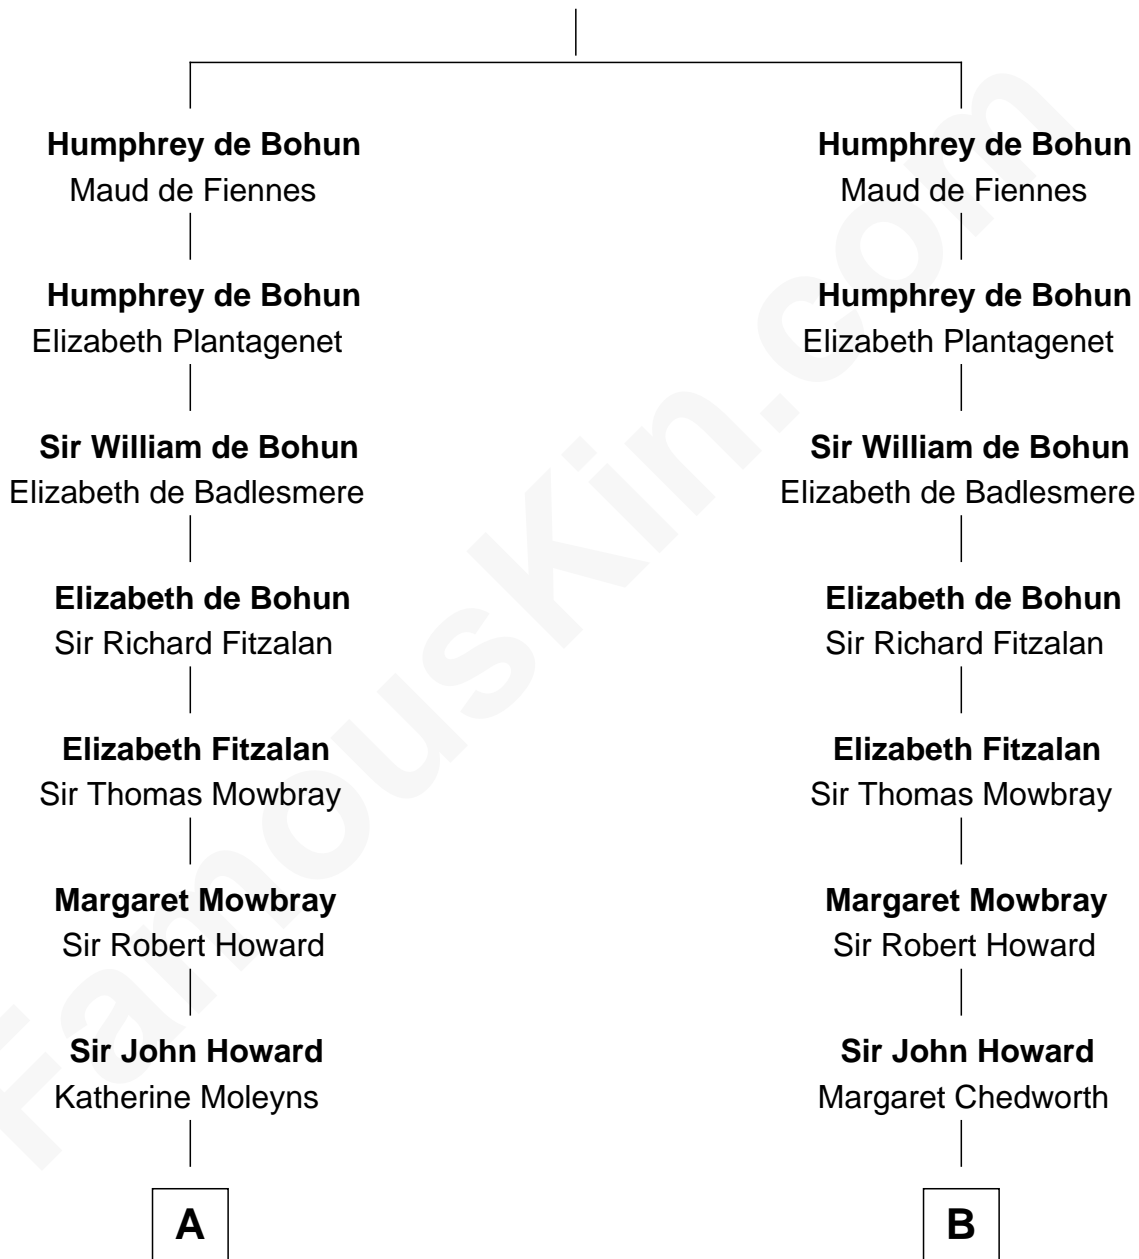 Humphrey de Bohun
Maud de Fiennes
Humphrey de Bohun
Elizabeth Plantagenet
Sir William de Bohun
Elizabeth de Badlesmere
Elizabeth de Bohun
Sir Richard Fitzalan
Elizabeth Fitzalan
Sir Thomas Mowbray
Margaret Mowbray
Sir Robert Howard
Sir John Howard
Katherine Moleyns
A
Humphrey de Bohun
Maud de Fiennes
Humphrey de Bohun
Elizabeth Plantagenet
Sir William de Bohun
Elizabeth de Badlesmere
Elizabeth de Bohun
Sir Richard Fitzalan
Elizabeth Fitzalan
Sir Thomas Mowbray
Margaret Mowbray
Sir Robert Howard
Sir John Howard
Margaret Chedworth
B
FamousKin.com